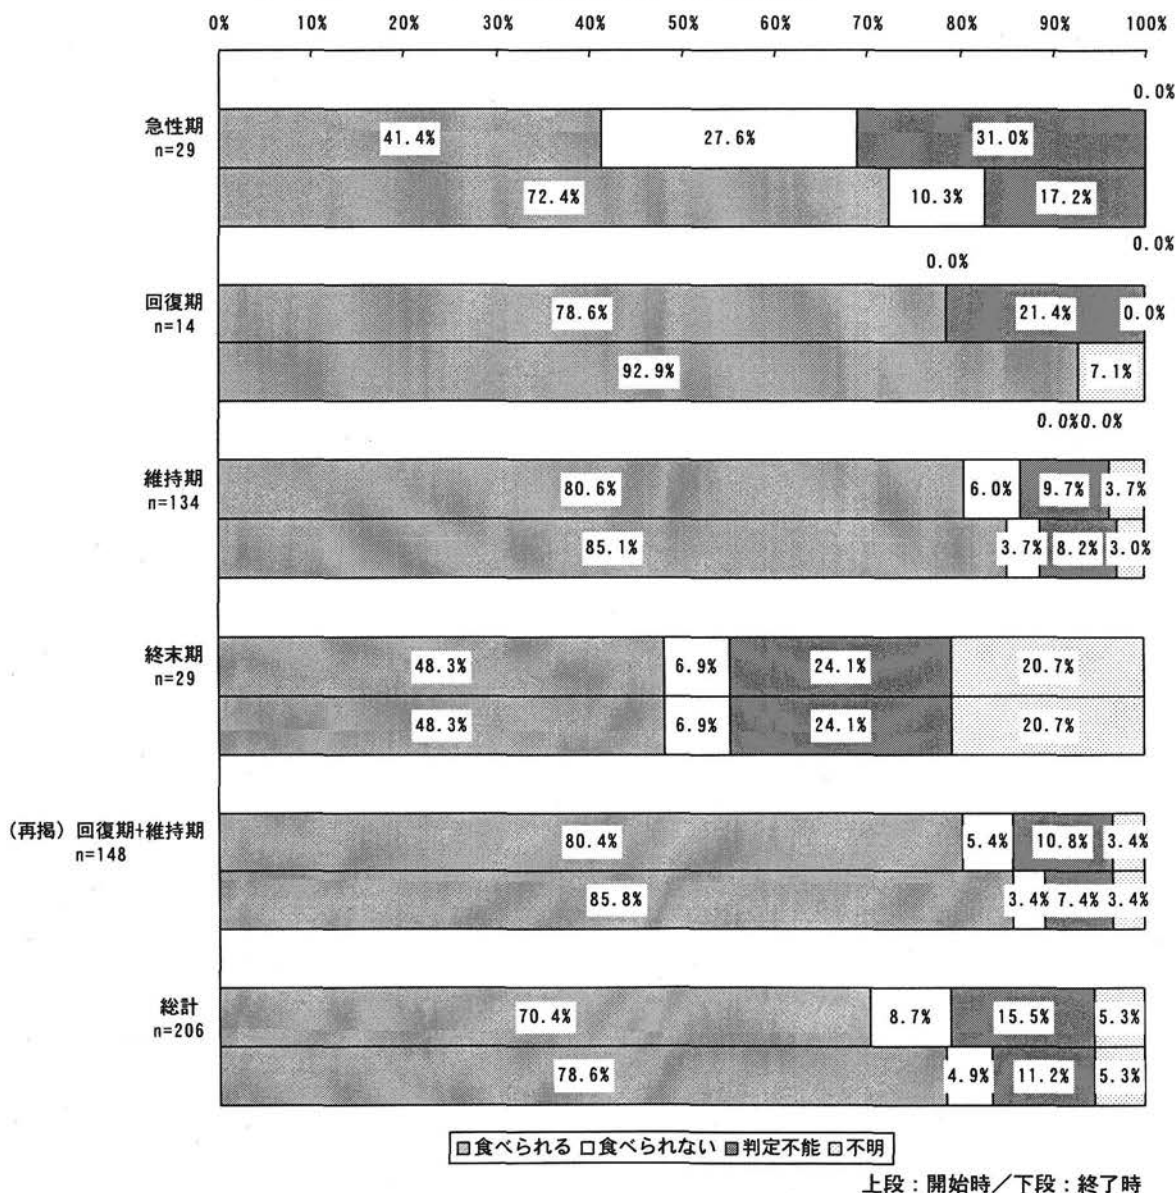 0% 10% 20% 30% 40% 50% 60% 70% 80% 90% 100%
0.0%
急性期
n=29
41.4% 27.6% 31.0%
72.4% 10.3% 17.2%
0.0%
0.0%
回復期
n=14
78.6% 21.4% 0.0%
92.9% 7.1%
0.0%0.0%
維持期
n=134
80.6% 6.0% 9.7% 3.7%
85.1% 3.7% 8.2% 3.0%
終末期
n=29
48.3% 6.9% 24.1% 20.7%
48.3% 6.9% 24.1% 20.7%
(再掲) 回復期+維持期
n=148
80.4% 5.4% 10.8% 3.4%
85.8% 3.4% 7.4% 3.4%
総計
n=206
70.4% 8.7% 15.5% 5.3%
78.6% 4.9% 11.2% 5.3%
食べられる 食べられない 判定不能 不明
上段：開始時／下段：終了時